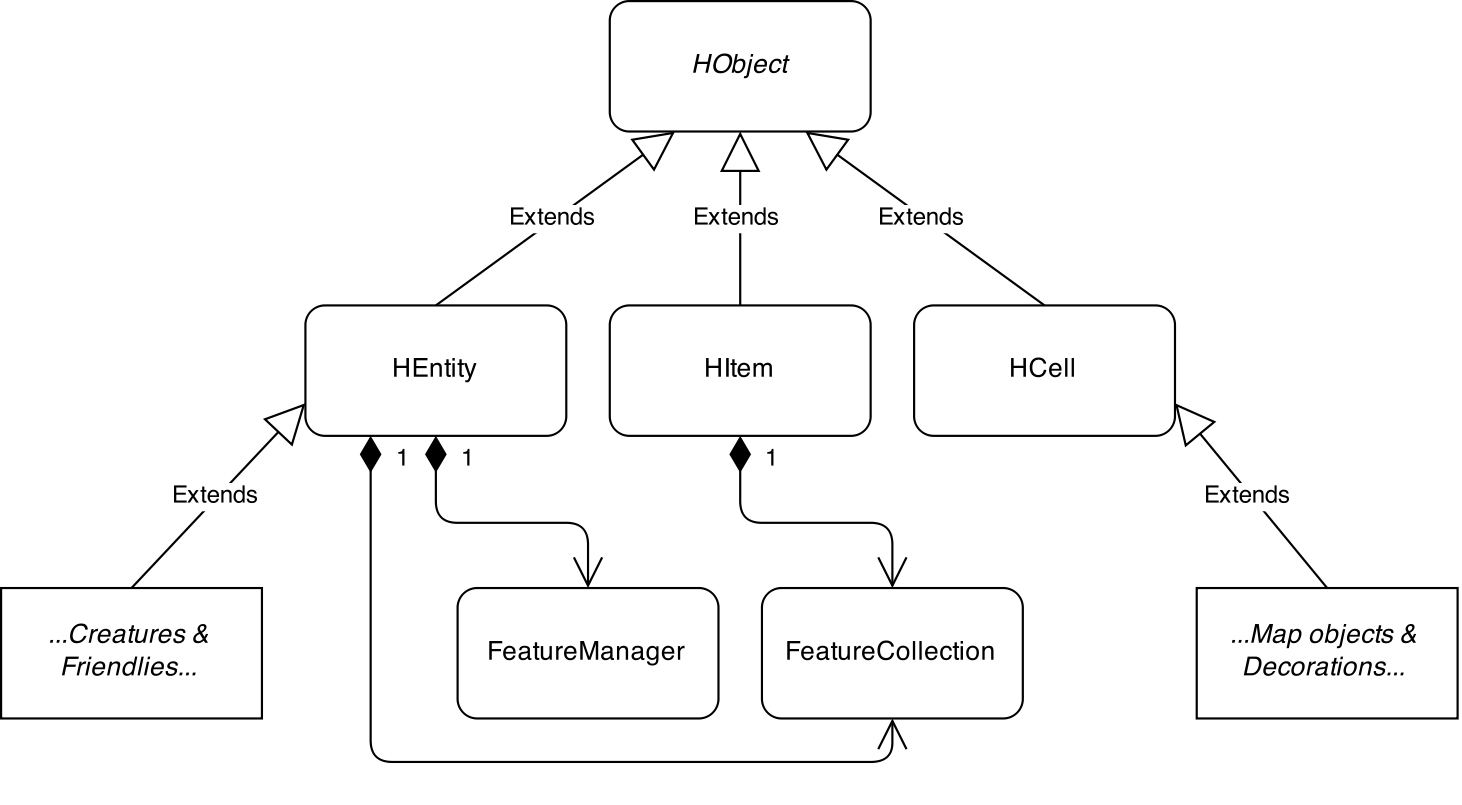 HObject
Extends
Extends
Extends
HEntity
HItem
HCell
1
1
1
Extends
Extends
...Creatures &
Friendlies...
FeatureManager
FeatureCollection
...Map objects &
Decorations...